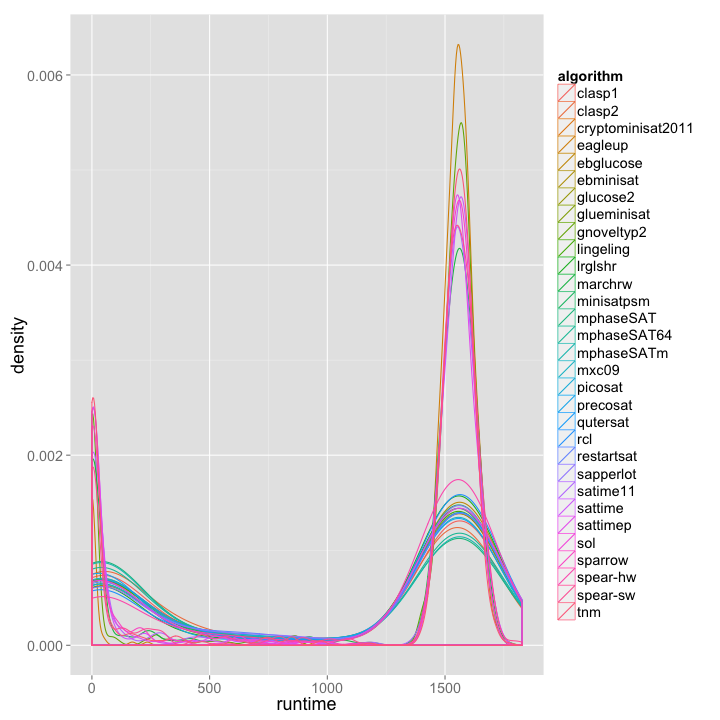 0.006
0.004
0.002
0.000
density
0
500
1000
1500
runtime
algorithm
clasp1
clasp2
cryptominisat2011
eagleup
ebglucose
ebminisat
glucose2
glueminisat
gnoveltyp2
lingeling
lrglshr
marchrw
minisatpsm
mphaseSAT
mphaseSAT64
mphaseSATm
mxc09
picosat
precosat
qutersat
rcl
restartsat
sapperlot
satime11
sattime
sattimep
sol
sparrow
spear-hw
spear-sw
tnm